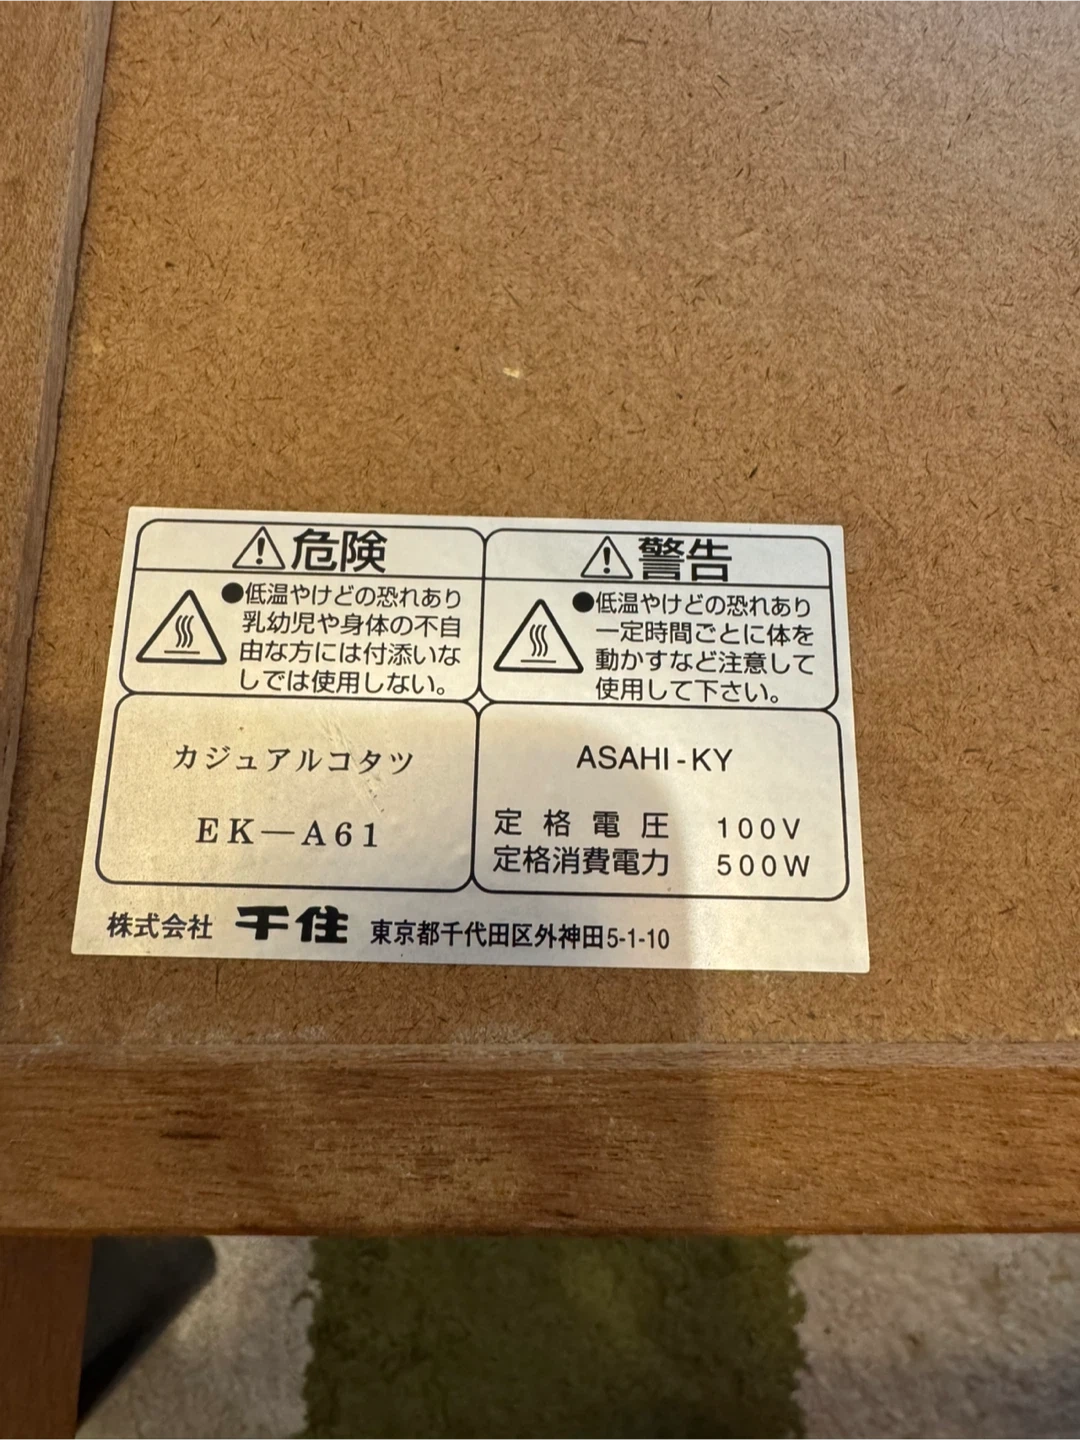 危険
●低温やけどの恐れあり
乳幼児や身体の不自
由な方には付添いな
しでは使用しない。
警告
●低温やけどの恐れあり
一定時間ごとに体を
動かすなど注意して
使用して下さい。
カジュアルコタツ
EK―A61
ASAHI-KY
定格電圧 100V
定格消費電力 500W
株式会社 千住 東京都千代田区外神田5-1-10